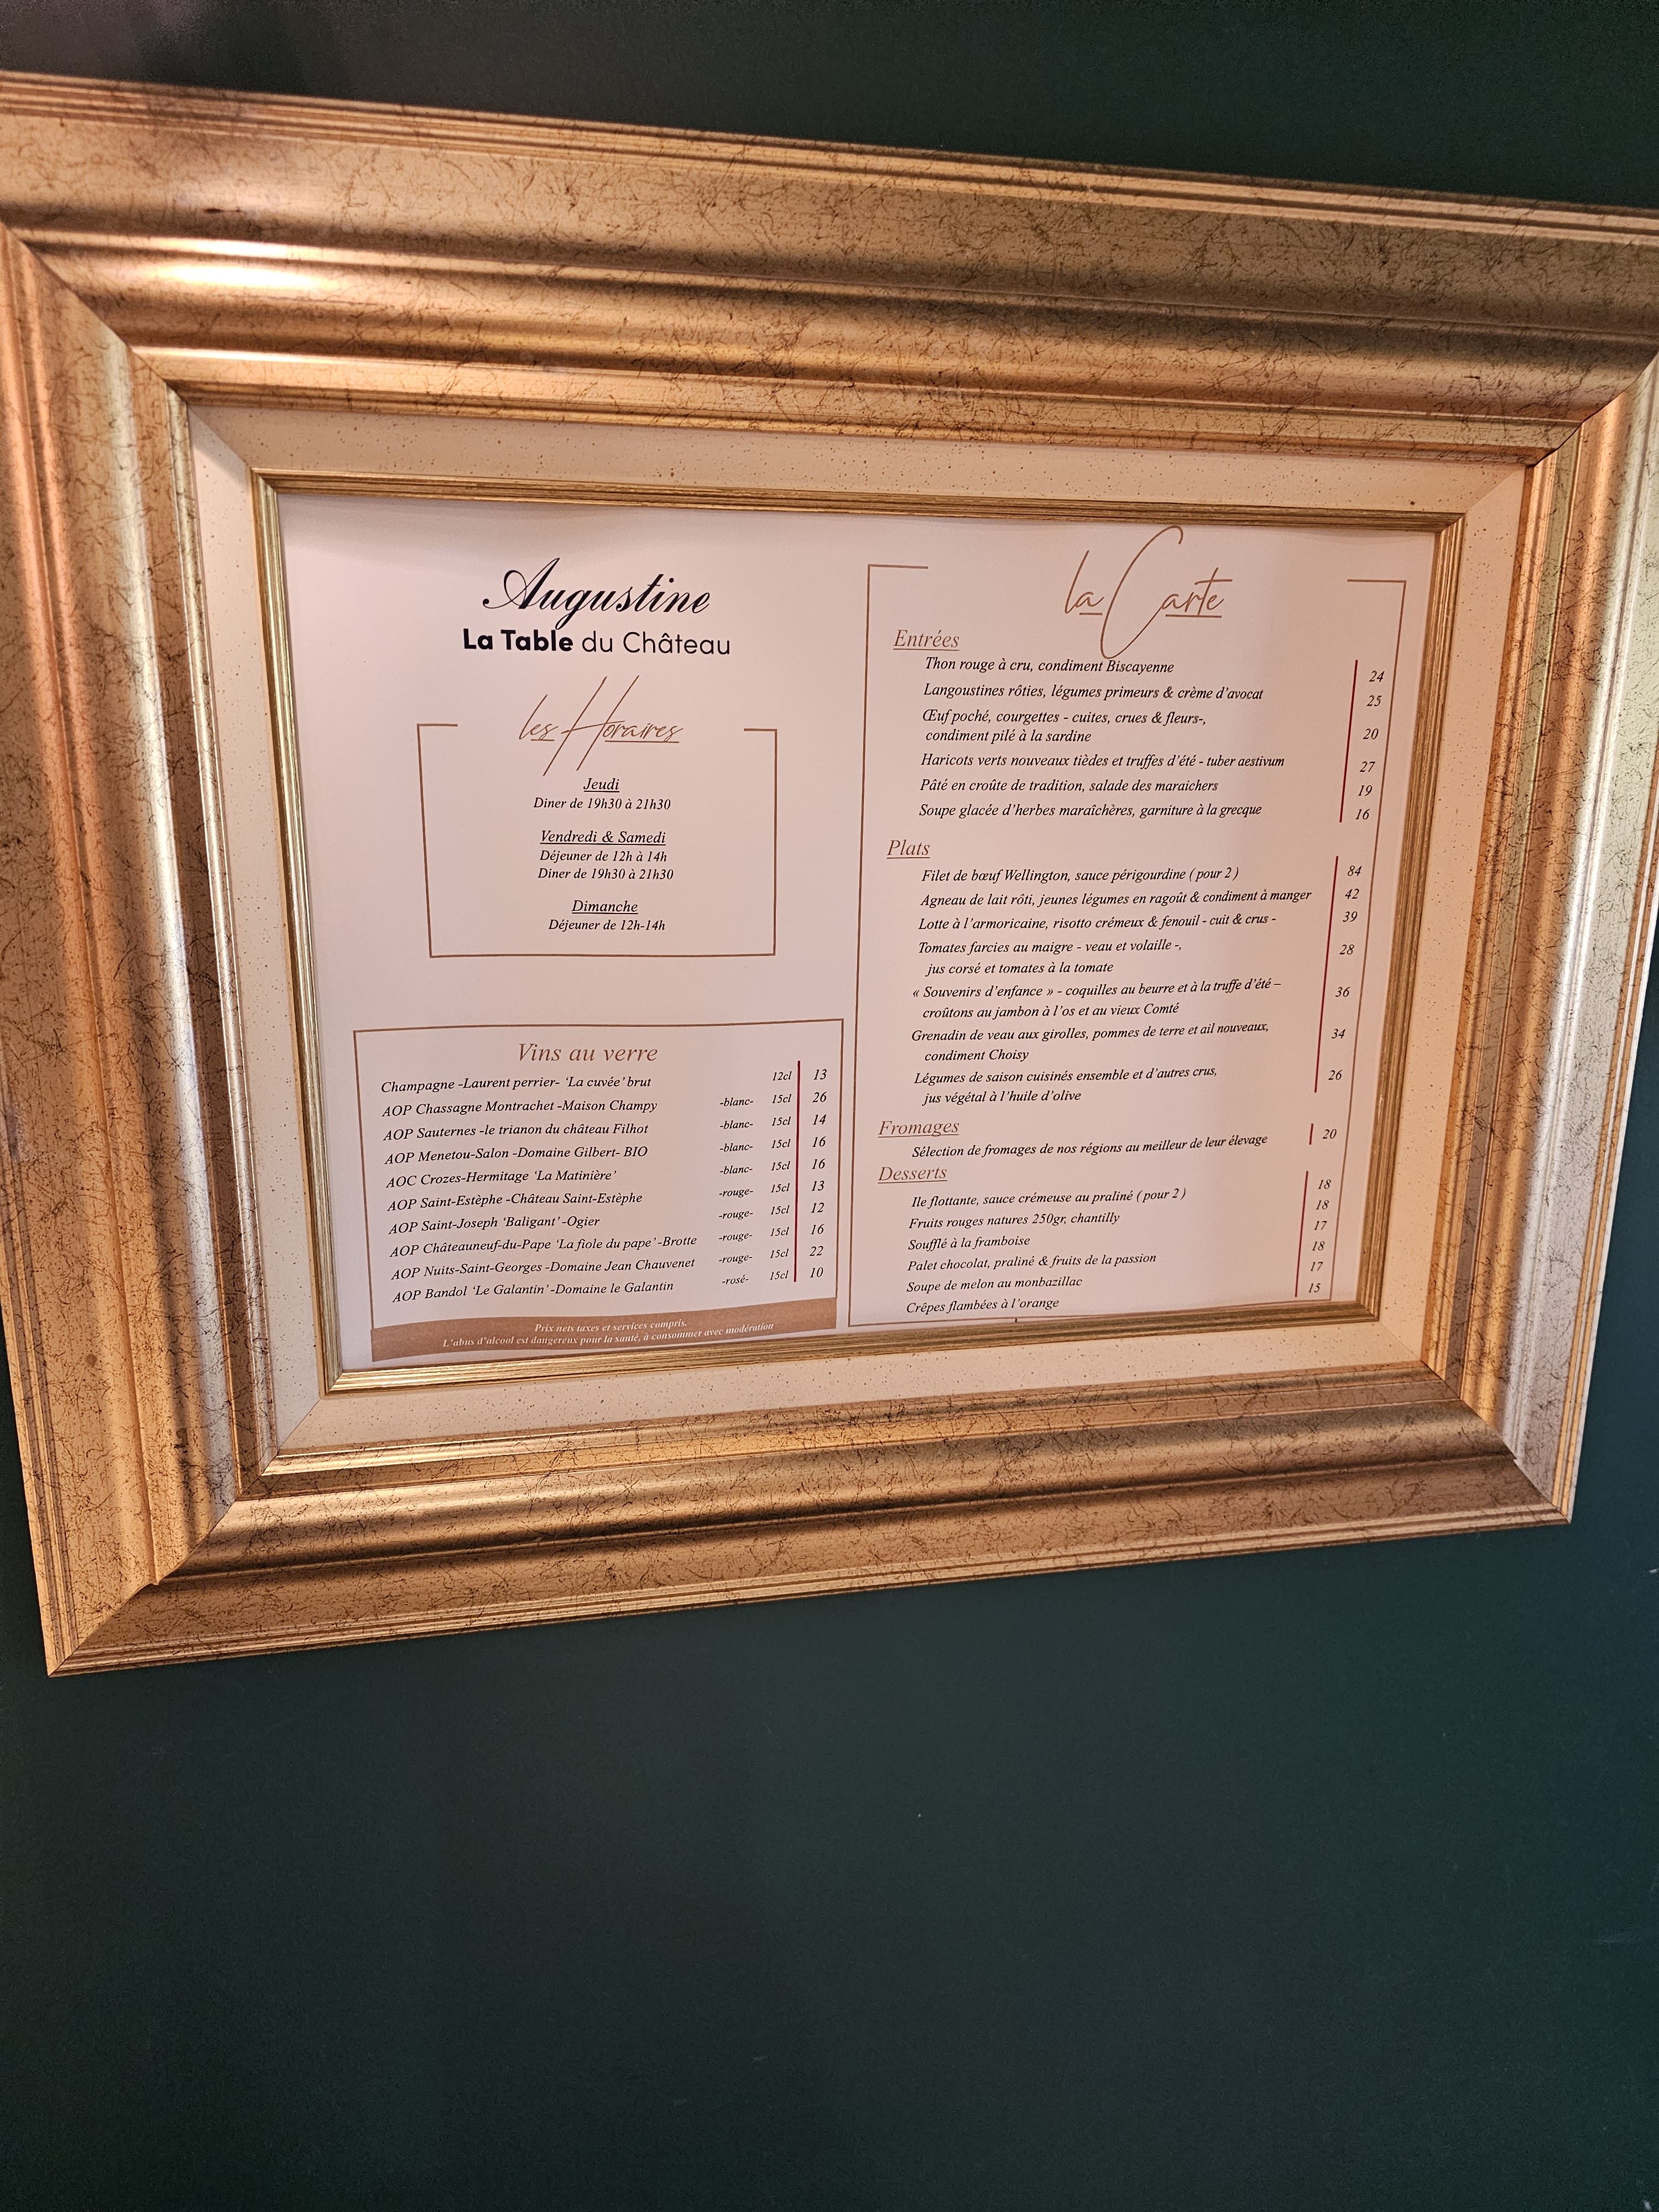 Augustine
La Table du Château
les Horaires
Jeudi
Diner de 19h30 à 21h30
Vendredi & Samedi
Déjeuner de 12h à 14h
Diner de 19h30 à 21h30
Dimanche
Déjeuner de 12h-14h
Vins au verre
Champagne -Laurent perrier- ‘La cuvée’ brut 12cl 13
AOP Chassagne Montrachet -Maison Champy -blanc- 15cl 26
AOP Sauternes -le trianon du château Filhot -blanc- 15cl 14
AOP Menetou-Salon -Domaine Gilbert- BIO -blanc- 15cl 16
AOC Crozes-Hermitage ‘La Matinière’ -blanc- 15cl 16
AOP Saint-Estèphe -Château Saint-Estèphe -rouge- 15cl 13
AOP Saint-Joseph ‘Baligant’ -Ogier -rouge- 15cl 12
AOP Châteauneuf-du-Pape ‘La fiole du pape’ -Brotte -rouge- 15cl 16
AOP Nuits-Saint-Georges -Domaine Jean Chauvenet -rouge- 15cl 22
AOP Bandol ‘Le Galantin’ -Domaine le Galantin -rosé- 15cl 10
Prix nets taxes et services compris.
L’abus d’alcool est dangereux pour la santé, à consommer avec modération
la Carte
Entrées
Thon rouge à cru, condiment Biscayenne 24
Langoustines rôties, légumes primeurs & crème d’avocat 25
Œuf poché, courgettes - cuites, crues & fleurs-,
condiment pilé à la sardine 20
Haricots verts nouveaux tièdes et truffes d’été - tuber aestivum 27
Pâté en croûte de tradition, salade des maraichers 19
Soupe glacée d’herbes maraîchères, garniture à la grecque 16
Plats
Filet de bœuf Wellington, sauce périgourdine ( pour 2 ) 84
Agneau de lait rôti, jeunes légumes en ragoût & condiment à manger 42
Lotte à l’armoricaine, risotto crémeux & fenouil - cuit & crus - 39
Tomates farcies au maigre - veau et volaille -, 28
jus corsé et tomates à la tomate
« Souvenirs d’enfance » - coquilles au beurre et à la truffe d’été – 36
croûtons au jambon à l’os et au vieux Comté
Grenadin de veau aux girolles, pommes de terre et ail nouveaux, 34
condiment Choisy
Légumes de saison cuisinés ensemble et d’autres crus, 26
jus végétal à l’huile d’olive
Fromages
Sélection de fromages de nos régions au meilleur de leur élevage 20
Desserts
Ile flottante, sauce crémeuse au praliné ( pour 2 ) 18
Fruits rouges natures 250gr, chantilly 18
Soufflé à la framboise 17
Palet chocolat, praliné & fruits de la passion 18
Soupe de melon au monbazillac 17
Crêpes flambées à l’orange 15